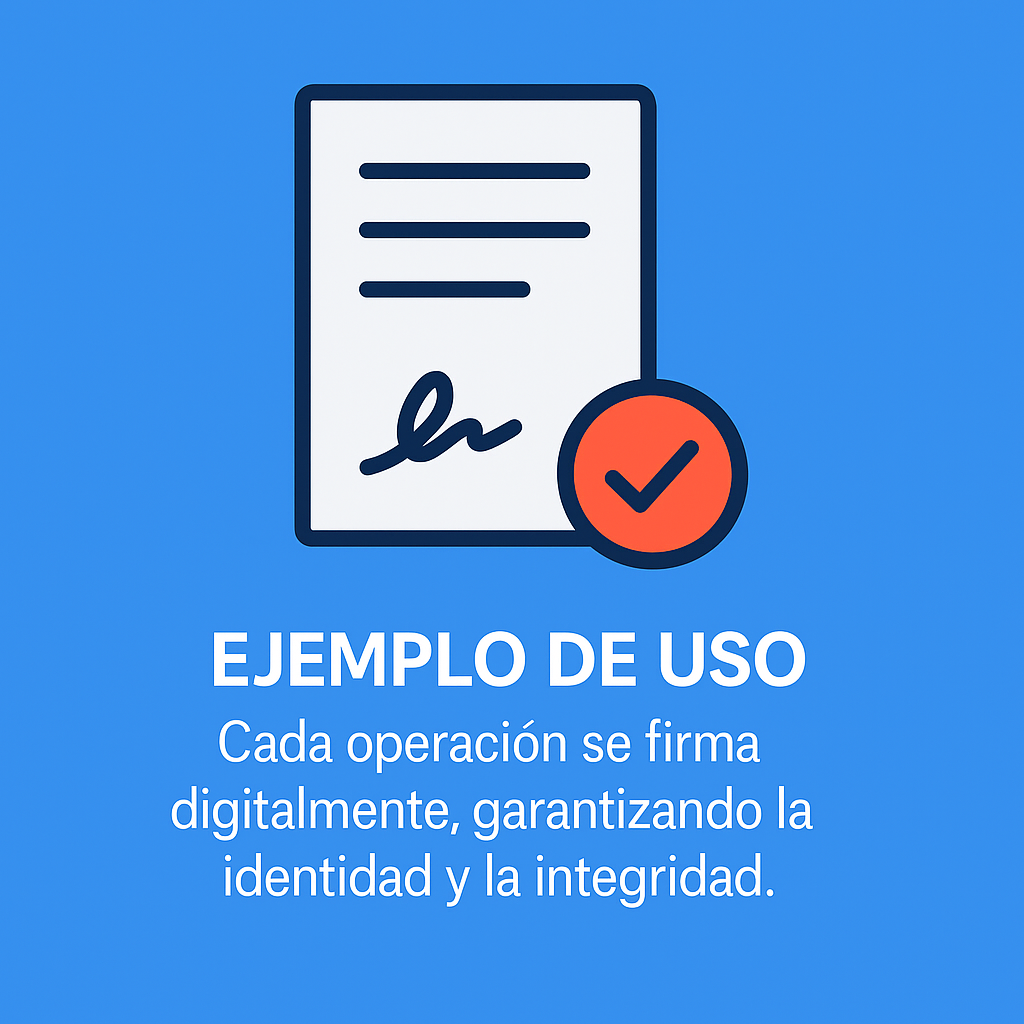 EJEMPLO DE USO
Cada operación se firma
digitalmente, garantizando la
identidad y la integridad.